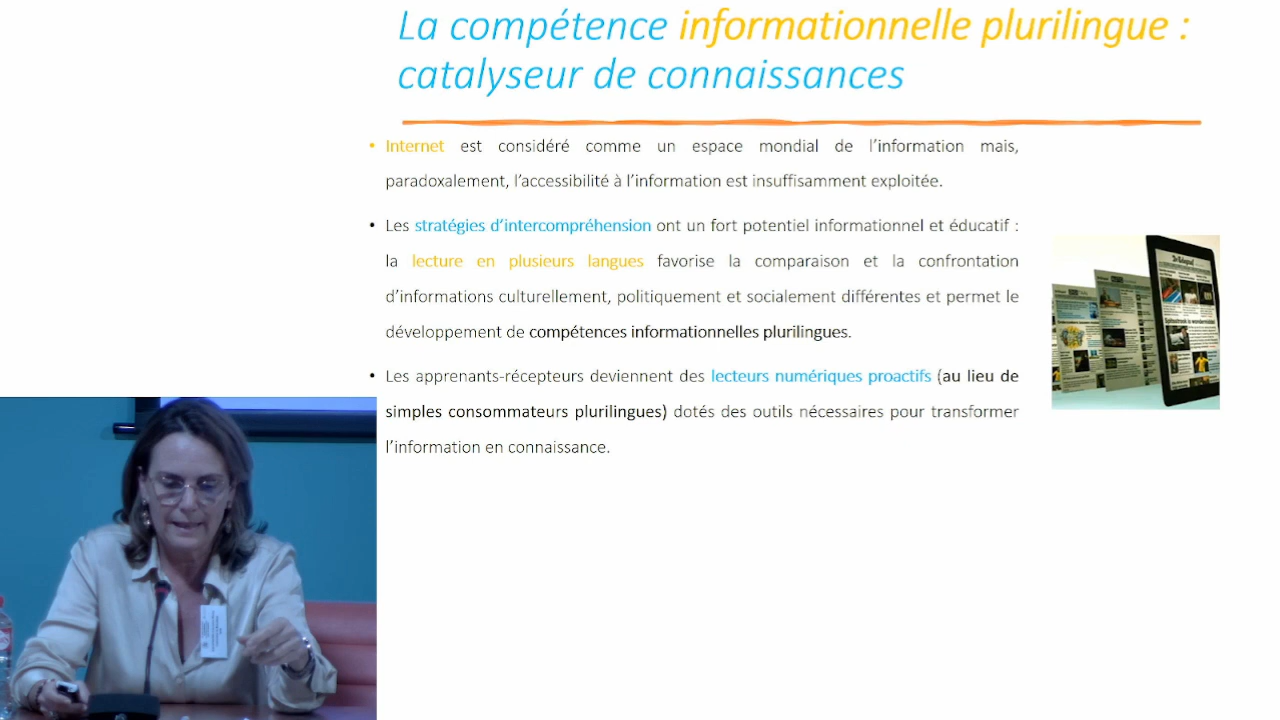 La compétence informationnelle plurilingue :
catalyseur de connaissances
• Internet est considéré comme un espace mondial de l’information mais,
paradoxalement, l’accessibilité à l’information est insuffisamment exploitée.
• Les stratégies d’intercompréhension ont un fort potentiel informationnel et éducatif :
la lecture en plusieurs langues favorise la comparaison et la confrontation
d’informations culturellement, politiquement et socialement différentes et permet le
développement de compétences informationnelles plurilingues.
• Les apprenants-récepteurs deviennent des lecteurs numériques proactifs (au lieu de
simples consommateurs plurilingues) dotés des outils nécessaires pour transformer
l’information en connaissance.